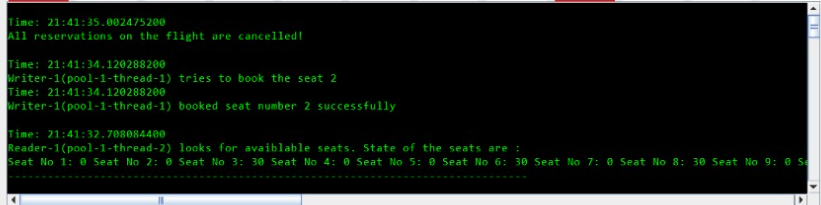 Time: 21:41:35.002475200
All reservations on the flight are cancelled!
Time: 21:41:34.120288200
Writer-1(pool-1-thread-1) tries to book the seat 2
Time: 21:41:34.120288200
Writer-1(pool-1-thread-1) booked seat number 2 successfully
Time: 21:41:32.708084400
Reader-1(pool-1-thread-2) looks for avaiblable seats. State of the seats are :
Seat No 1: 0 Seat No 2: 0 Seat No 3: 30 Seat No 4: 0 Seat No 5: 0 Seat No 6: 30 Seat No 7: 0 Seat No 8: 30 Seat No 9: 0 Se
--------------------------------------------------------------------------------